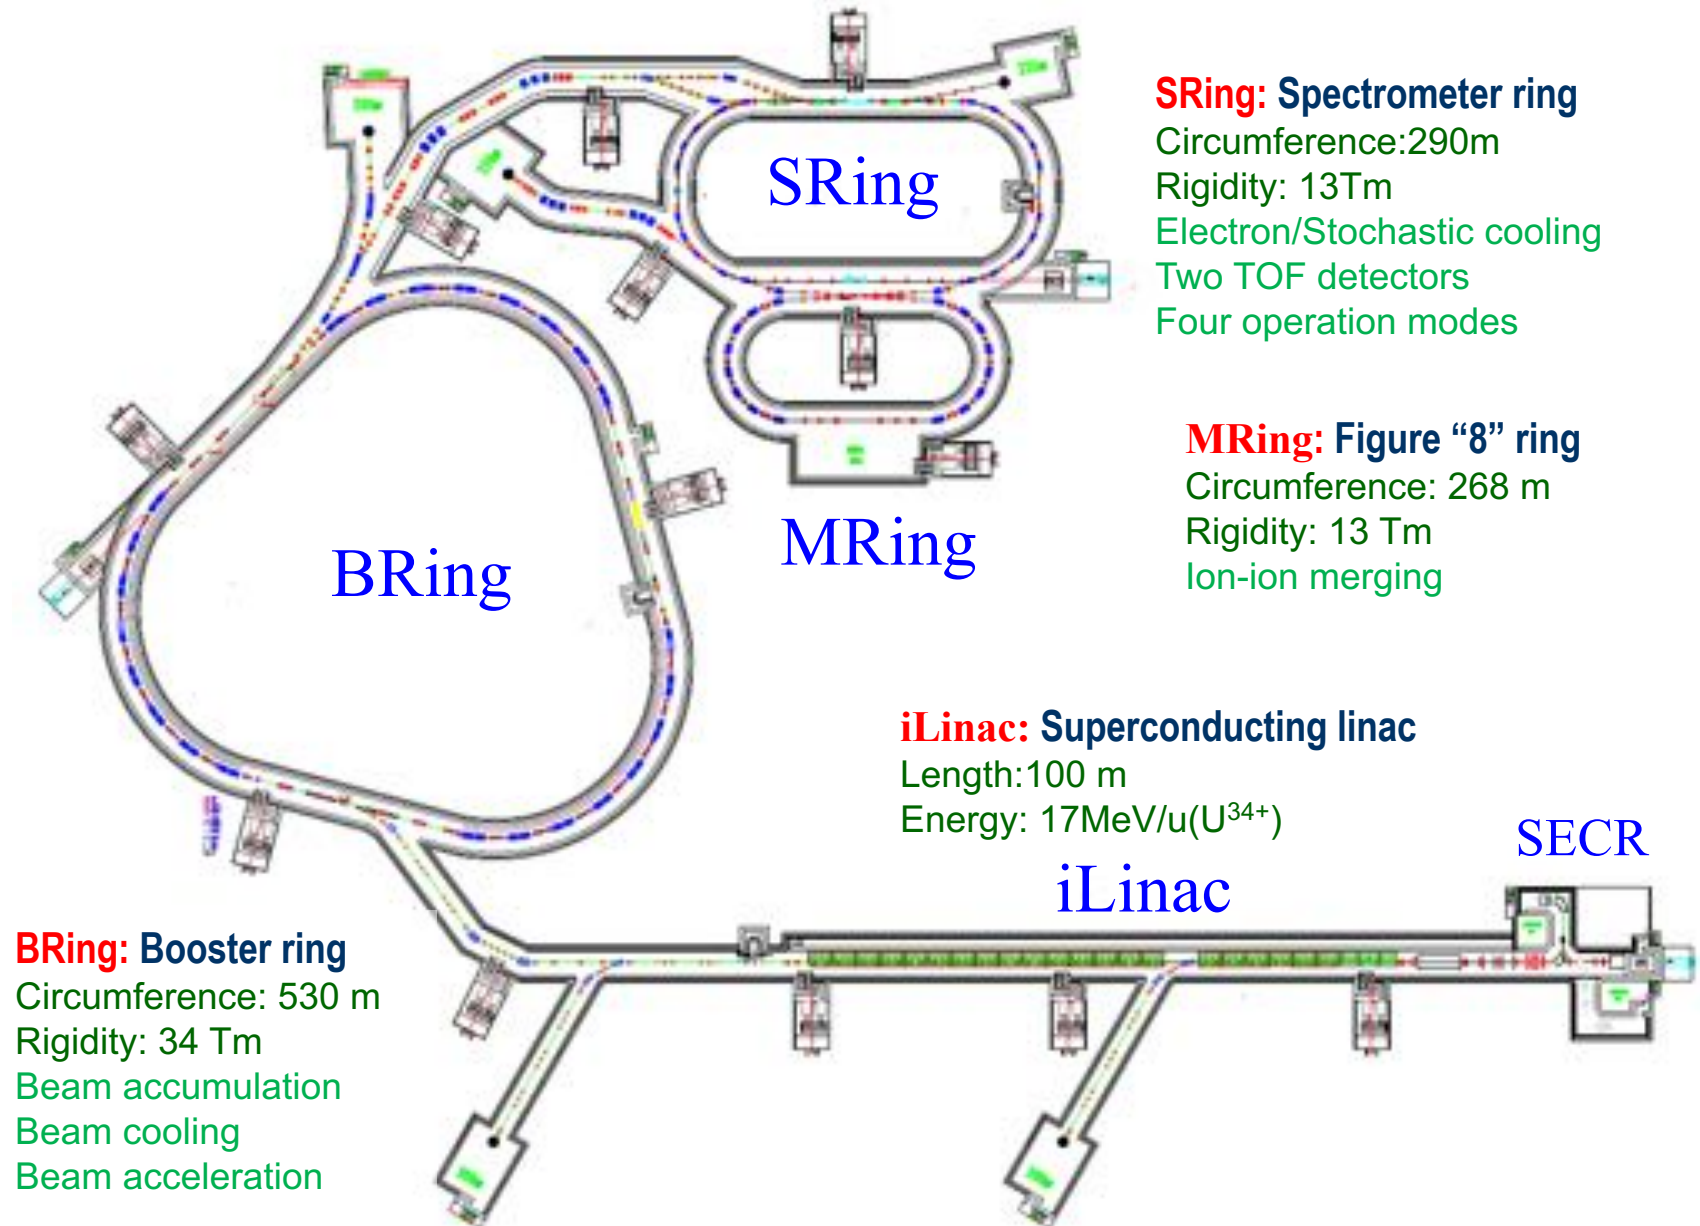 SRing: Spectrometer ring
Circumference:290m
Rigidity: 13Tm
Electron/Stochastic cooling
Two TOF detectors
Four operation modes
SRing
MRing: Figure “8” ring
Circumference: 268 m
Rigidity: 13 Tm
Ion-ion merging
MRing
BRing
iLinac: Superconducting linac
Length:100 m
Energy: 17MeV/u(U³⁴⁺)
SECR
iLinac
BRing: Booster ring
Circumference: 530 m
Rigidity: 34 Tm
Beam accumulation
Beam cooling
Beam acceleration